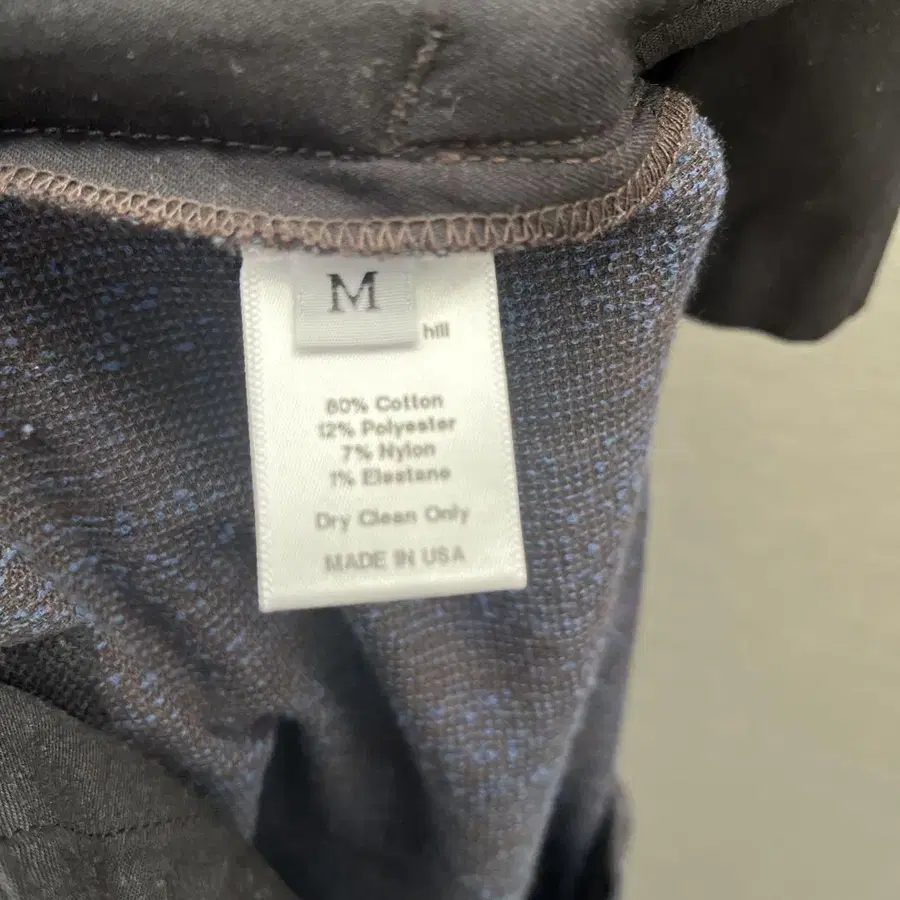 M
hill
80% Cotton
12% Polyester
7% Nylon
1% Elastane
Dry Clean Only
MADE IN USA